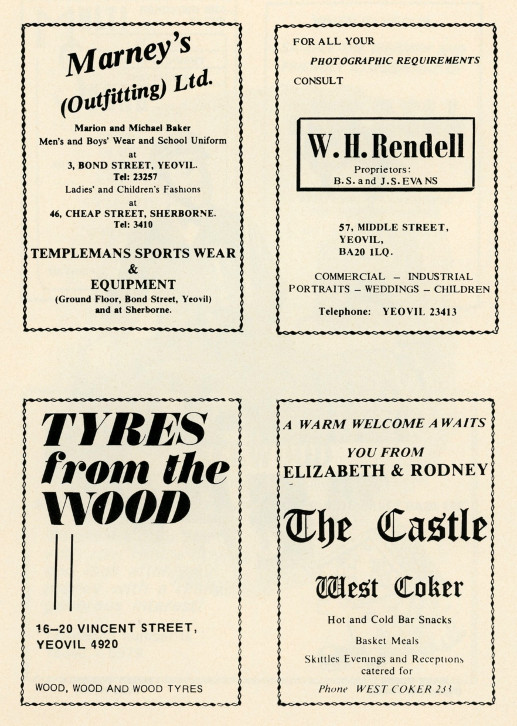 Marney's
(Outfitting) Ltd.
Marion and Michael Baker
Men's and Boys' Wear and School Uniform
at
3, BOND STREET, YEOVIL.
Tel: 23257
Ladies' and Children's Fashions
at
46, CHEAP STREET, SHERBORNE.
Tel: 3410
TEMPLEMANS SPORTS WEAR
&
EQUIPMENT
(Ground Floor, Bond Street, Yeovil)
and at Sherborne.
FOR ALL YOUR
PHOTOGRAPHIC REQUIREMENTS
CONSULT
W.H.Rendell
Proprietors:
B.S. and J.S. EVANS
57, MIDDLE STREET,
YEOVIL,
BA20 1LQ.
COMMERCIAL – INDUSTRIAL
PORTRAITS – WEDDINGS – CHILDREN
Telephone: YEOVIL 23413
TYRES
from the
WOOD
16–20 VINCENT STREET,
YEOVIL 4920
WOOD, WOOD AND WOOD TYRES
A WARM WELCOME AWAITS
YOU FROM
ELIZABETH & RODNEY
The Castle
West Coker
Hot and Cold Bar Snacks
Basket Meals
Skittles Evenings and Receptions
catered for
Phone WEST COKER 233